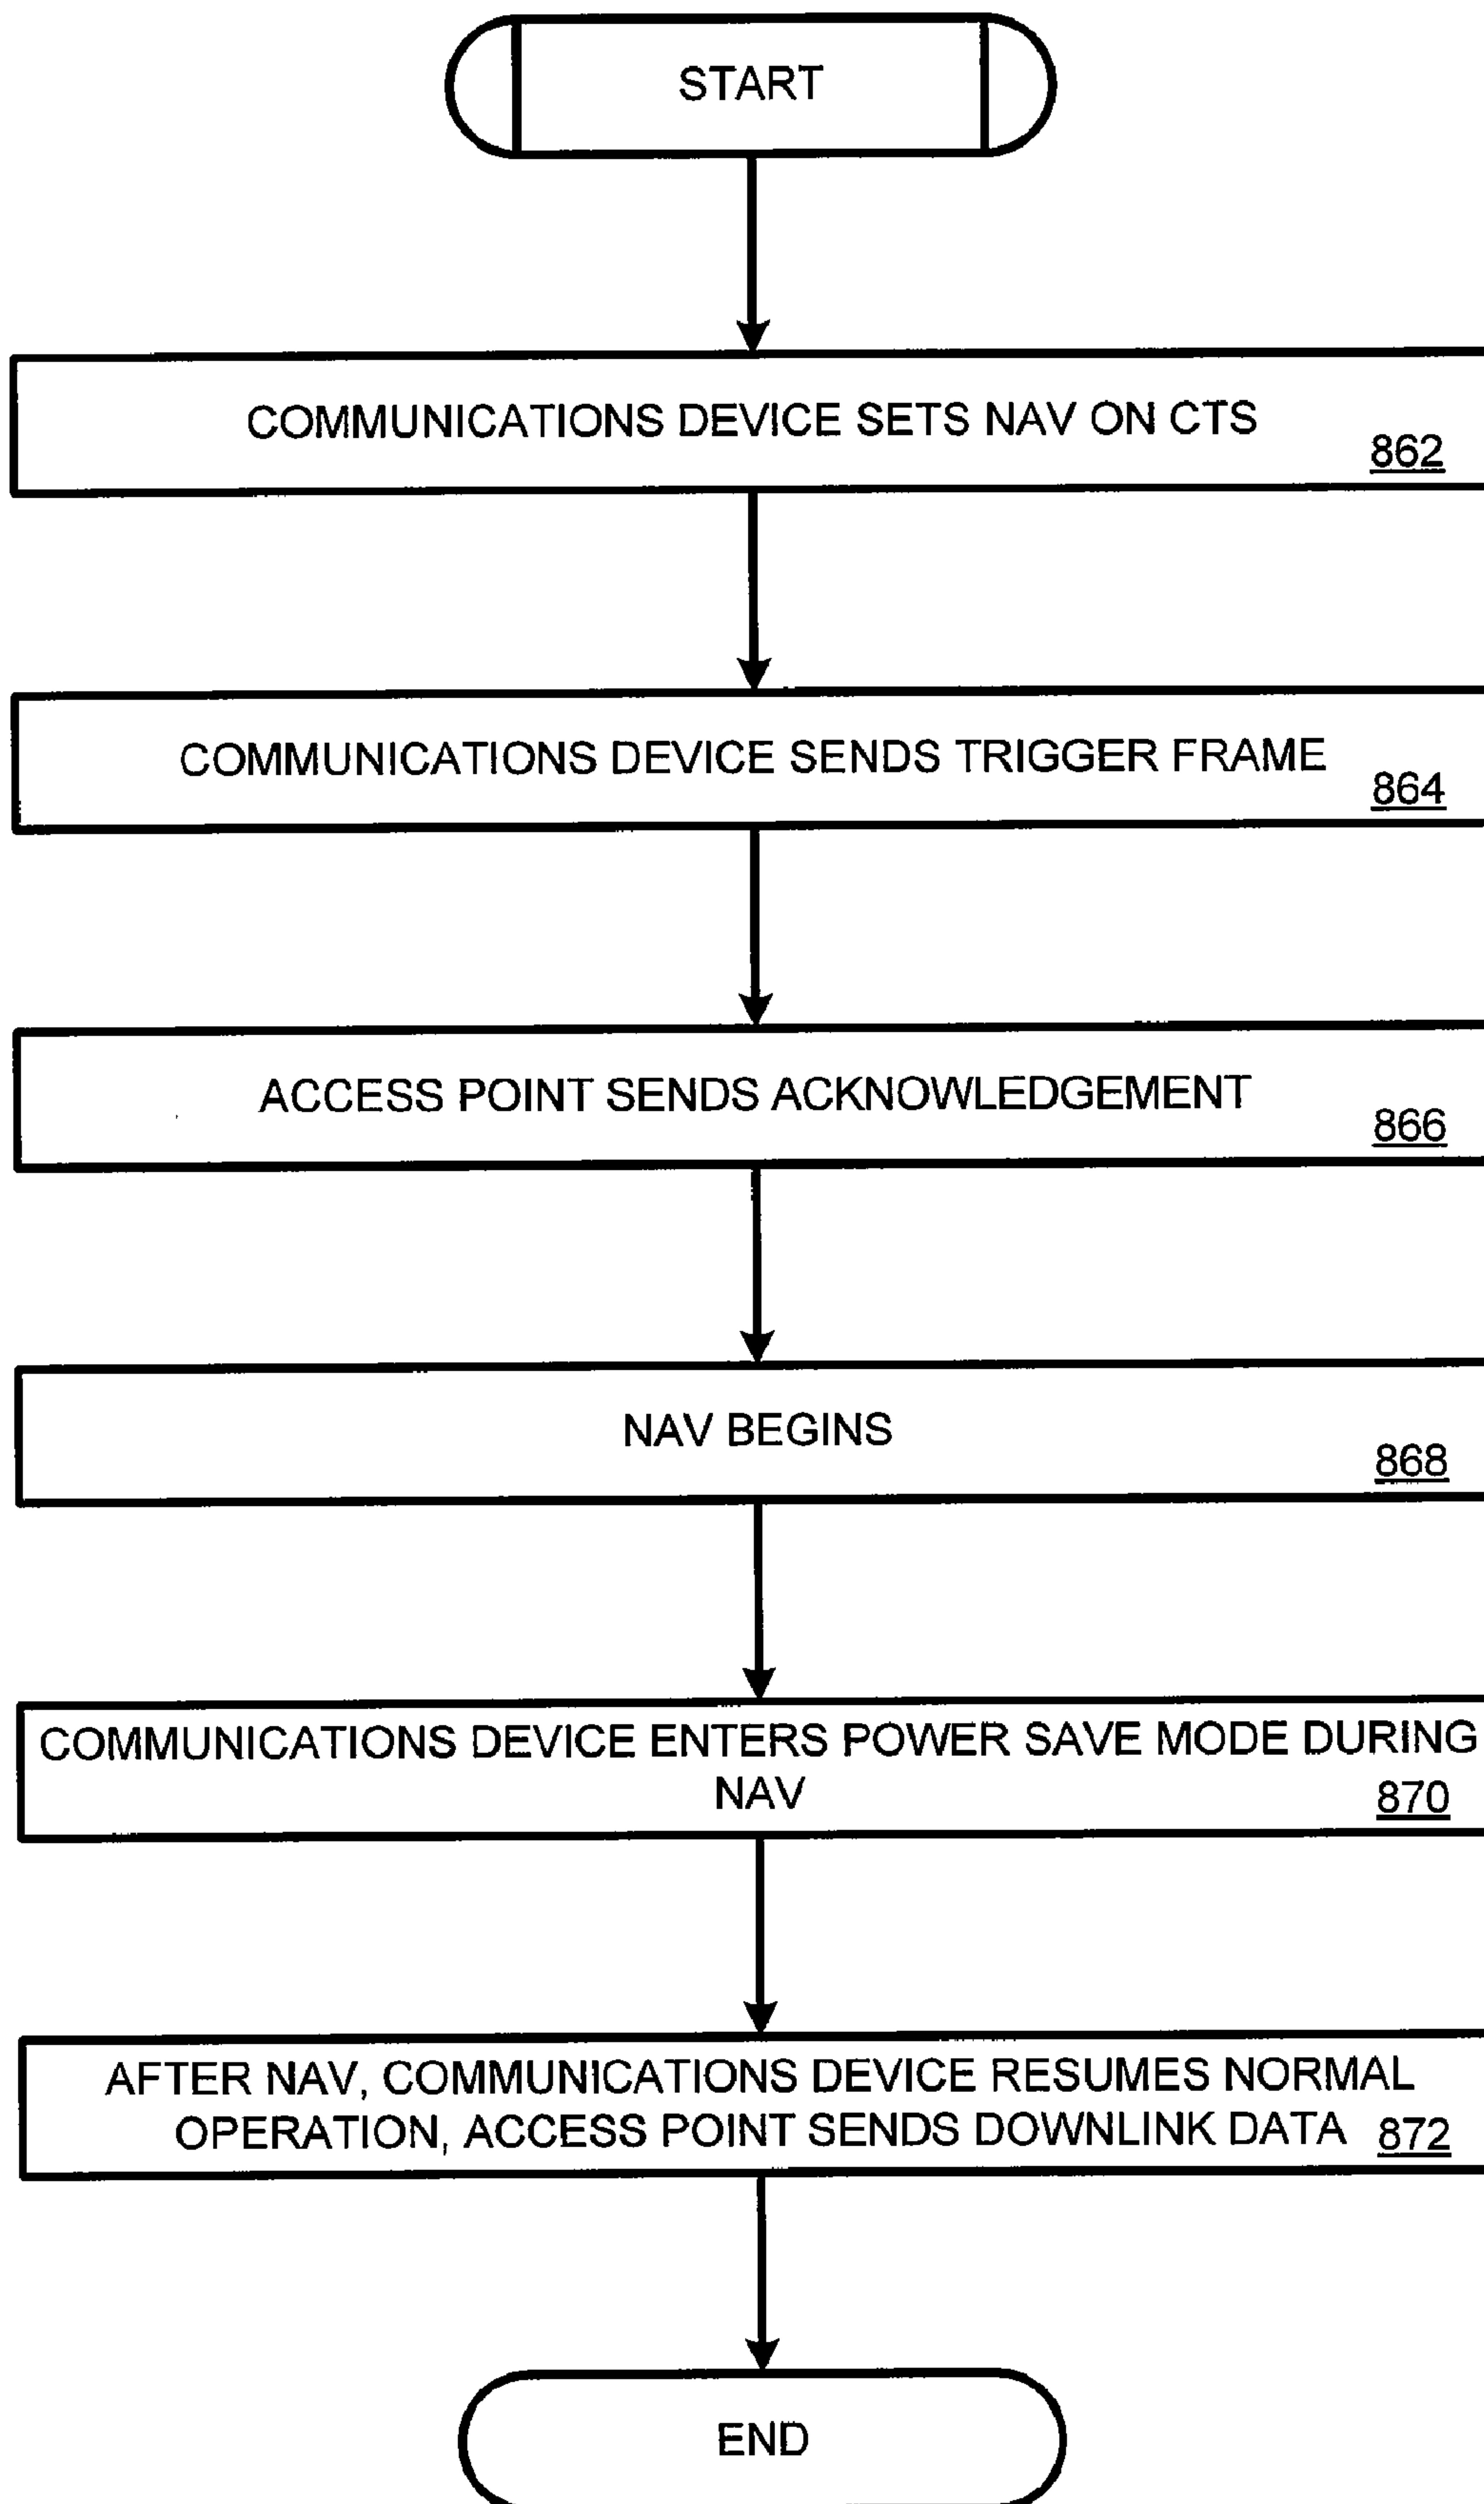 START
COMMUNICATIONS DEVICE SETS NAV ON CTS
862
COMMUNICATIONS DEVICE SENDS TRIGGER FRAME
864
ACCESS POINT SENDS ACKNOWLEDGEMENT
866
NAV BEGINS
868
COMMUNICATIONS DEVICE ENTERS POWER SAVE MODE DURING
NAV
870
AFTER NAV, COMMUNICATIONS DEVICE RESUMES NORMAL
OPERATION, ACCESS POINT SENDS DOWNLINK DATA 872
END